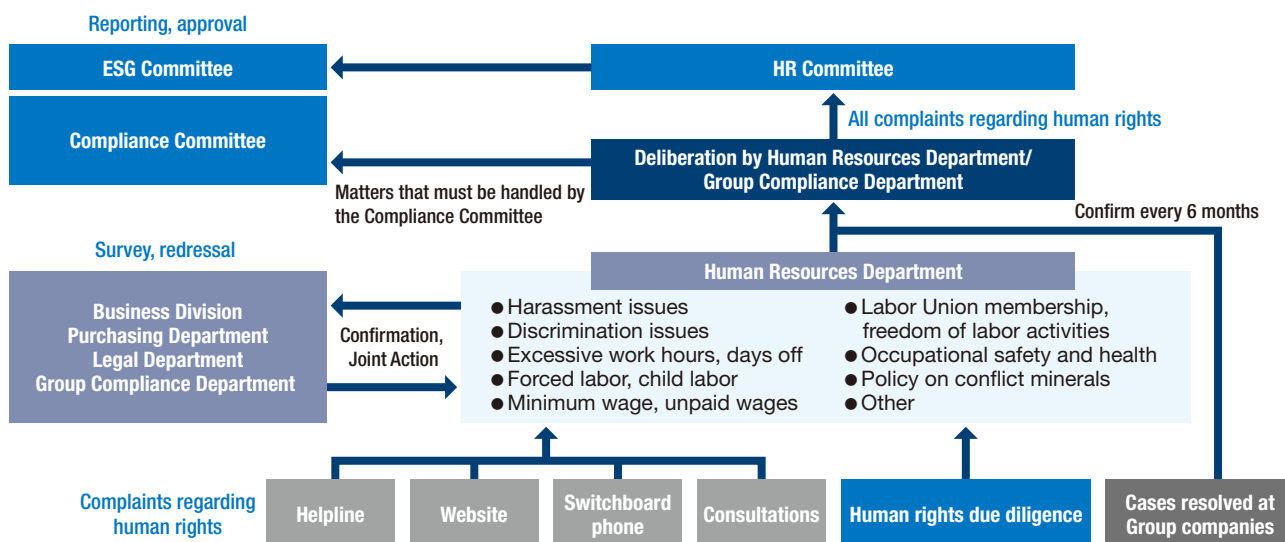 Reporting, approval
ESG Committee
HR Committee
Compliance Committee
All complaints regarding human rights
Deliberation by Human Resources Department/
Group Compliance Department
Matters that must be handled by
the Compliance Committee
Confirm every 6 months
Survey, redressal
Human Resources Department
Business Division
Purchasing Department
Legal Department
Group Compliance Department
Confirmation,
Joint Action
● Harassment issues
● Discrimination issues
● Excessive work hours, days off
● Forced labor, child labor
● Minimum wage, unpaid wages
● Labor Union membership,
freedom of labor activities
● Occupational safety and health
● Policy on conflict minerals
● Other
Complaints regarding
human rights
Helpline
Website
Switchboard
phone
Consultations
Human rights due diligence
Cases resolved at
Group companies